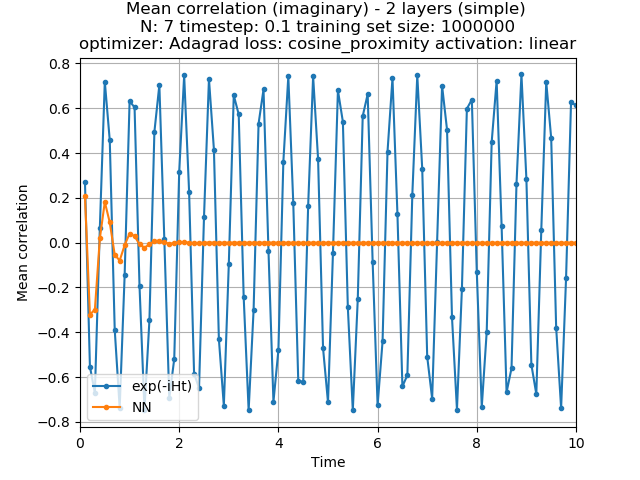 Mean correlation (imaginary) - 2 layers (simple)
N: 7 timestep: 0.1 training set size: 1000000
optimizer: Adagrad loss: cosine_proximity activation: linear
0.8
0.6
0.4
0.2
0.0
−0.2
−0.4
−0.6
−0.8
Mean correlation
exp(-iHt)
NN
0 2 4 6 8 10
Time